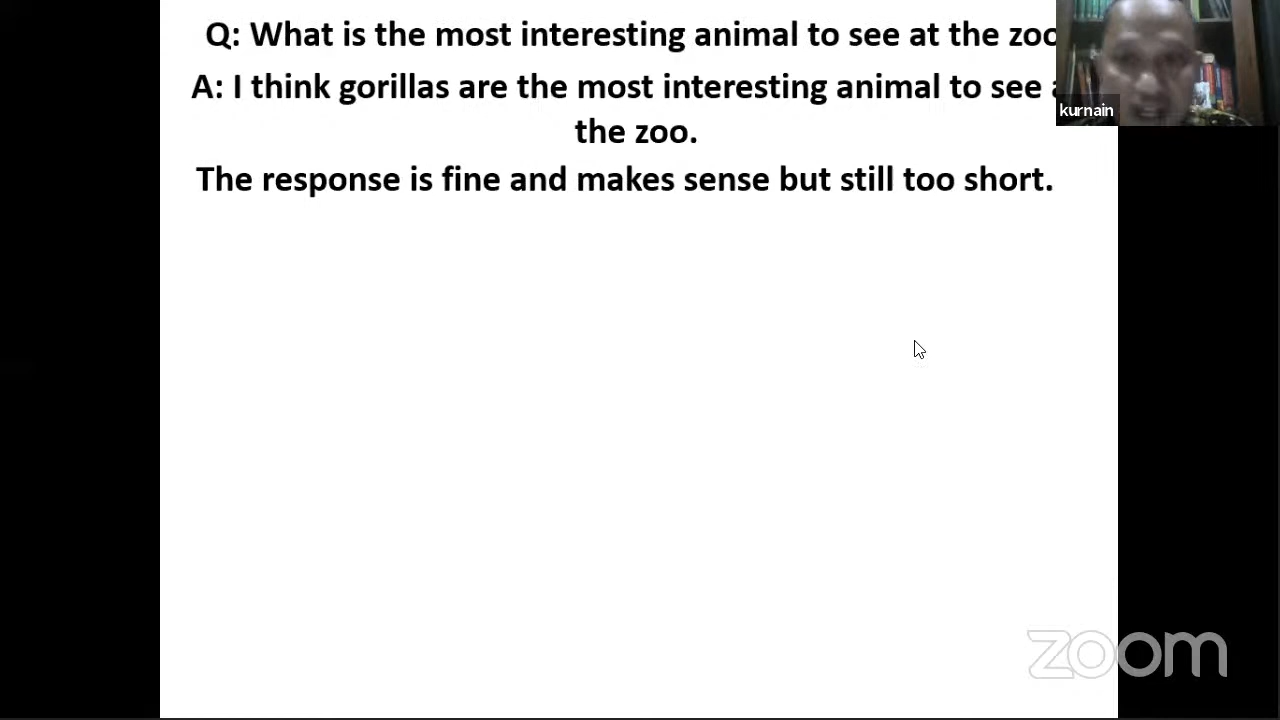 Q: What is the most interesting animal to see at the zoo
A: I think gorillas are the most interesting animal to see
the zoo.
The response is fine and makes sense but still too short.
kurnain
zoom